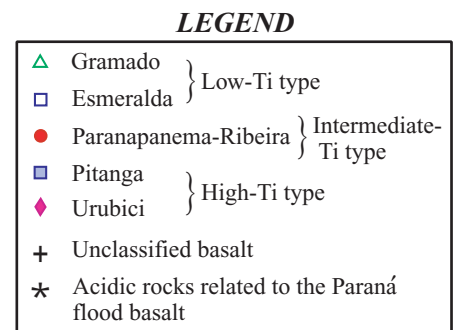 LEGEND
Gramado
Esmeralda
Low-Ti type
Paranapanema-Ribeira
Intermediate-
Ti type
Pitanga
Urubici
High-Ti type
Unclassified basalt
Acidic rocks related to the Paraná
flood basalt